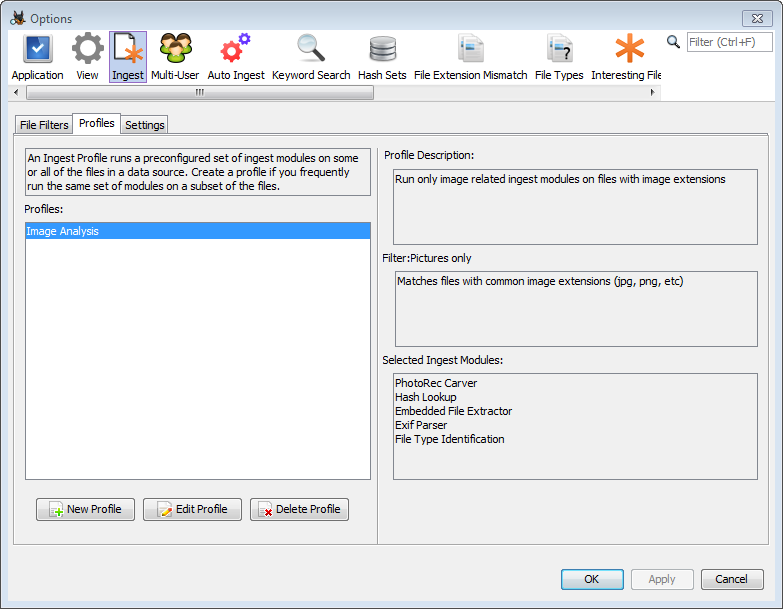 Options
Filter (Ctrl+F)
Application View Ingest Multi-User Auto Ingest Keyword Search Hash Sets File Extension Mismatch File Types Interesting File
File Filters Profiles Settings
An Ingest Profile runs a preconfigured set of ingest modules on some
or all of the files in a data source. Create a profile if you frequently
run the same set of modules on a subset of the files.
Profiles:
Image Analysis
New Profile Edit Profile Delete Profile
Profile Description:
Run only image related ingest modules on files with image extensions
Filter:Pictures only
Matches files with common image extensions (jpg, png, etc)
Selected Ingest Modules:
PhotoRec Carver
Hash Lookup
Embedded File Extractor
Exif Parser
File Type Identification
OK Apply Cancel